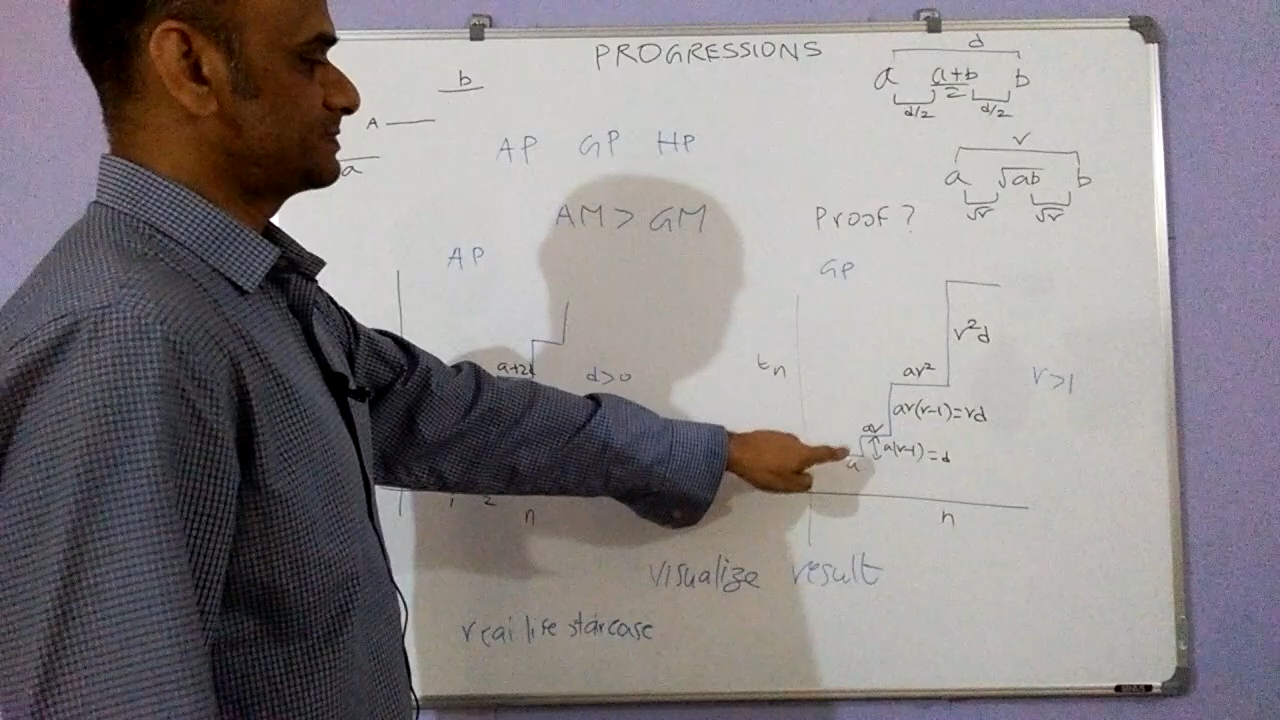 PROGRESSIONS
d
a a+b/2 b
d/2 d/2
b
A
a
AP GP HP
r
a √ab b
√r √r
AM > GM Proof?
AP
GP
a+2d
d>0
tn
r²d
ar²
r>1
ar(r-1)=rd
ar
a(r-1)=d
a
1 2
n
n
visualize result
real life staircase